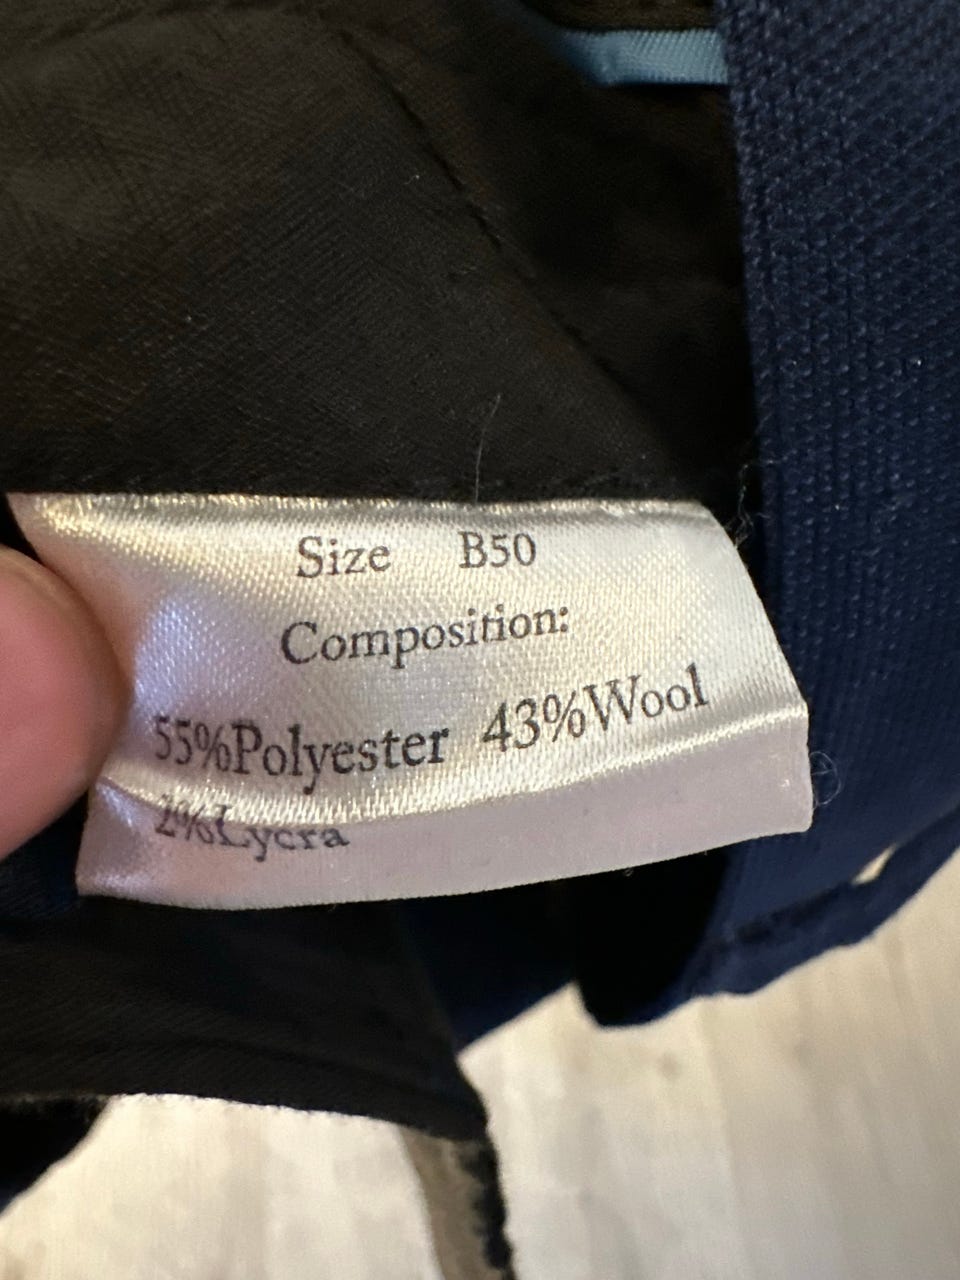 Size B50
Composition:
55%Polyester 43%Wool
2%Lycra